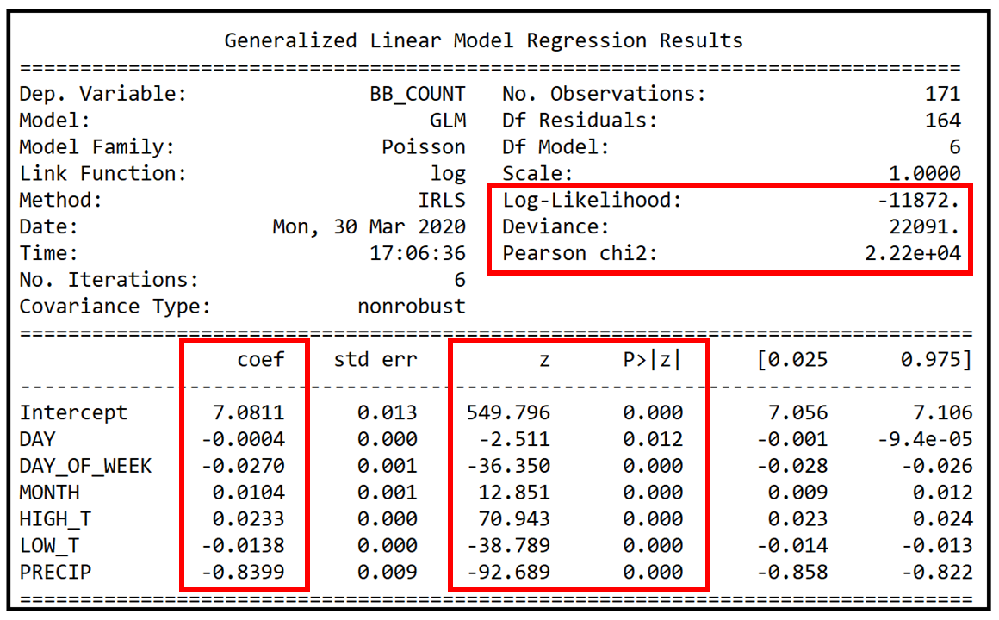 Generalized Linear Model Regression Results
==============================================================================
Dep. Variable: BB_COUNT No. Observations: 171
Model: GLM Df Residuals: 164
Model Family: Poisson Df Model: 6
Link Function: log Scale: 1.0000
Method: IRLS Log-Likelihood: -11872.
Date: Mon, 30 Mar 2020 Deviance: 22091.
Time: 17:06:36 Pearson chi2: 2.22e+04
No. Iterations: 6
Covariance Type: nonrobust
===============================================================================
coef std err z P>|z| [0.025 0.975]
-------------------------------------------------------------------------------
Intercept 7.0811 0.013 549.796 0.000 7.056 7.106
DAY -0.0004 0.000 -2.511 0.012 -0.001 -9.4e-05
DAY_OF_WEEK -0.0270 0.001 -36.350 0.000 -0.028 -0.026
MONTH 0.0104 0.001 12.851 0.000 0.009 0.012
HIGH_T 0.0233 0.000 70.943 0.000 0.023 0.024
LOW_T -0.0138 0.000 -38.789 0.000 -0.014 -0.013
PRECIP -0.8399 0.009 -92.689 0.000 -0.858 -0.822
===============================================================================